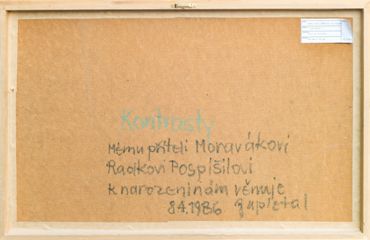 Kontrasty
Mému příteli Moravákovi
Radkovi Pospíšilovi
k narozeninám věnuje
8.4.1986